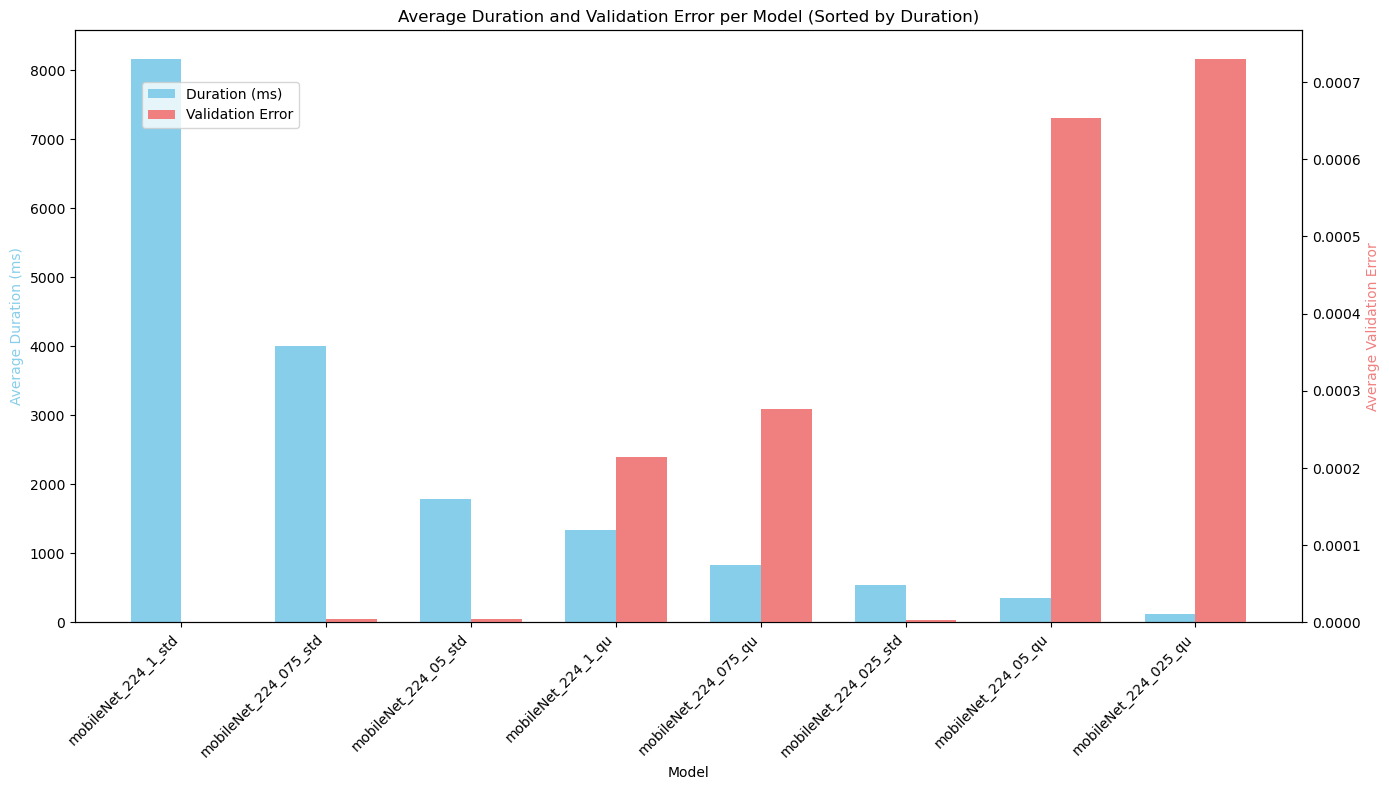 Average Duration and Validation Error per Model (Sorted by Duration)
Duration (ms)
Validation Error
Average Duration (ms)
8000
7000
6000
5000
4000
3000
2000
1000
0
0.0007
0.0006
0.0005
0.0004
0.0003
0.0002
0.0001
0.0000
Average Validation Error
mobileNet_224_1_std
mobileNet_224_075_std
mobileNet_224_05_std
mobileNet_224_1_qu
mobileNet_224_075_qu
mobileNet_224_025_std
mobileNet_224_05_qu
mobileNet_224_025_qu
Model